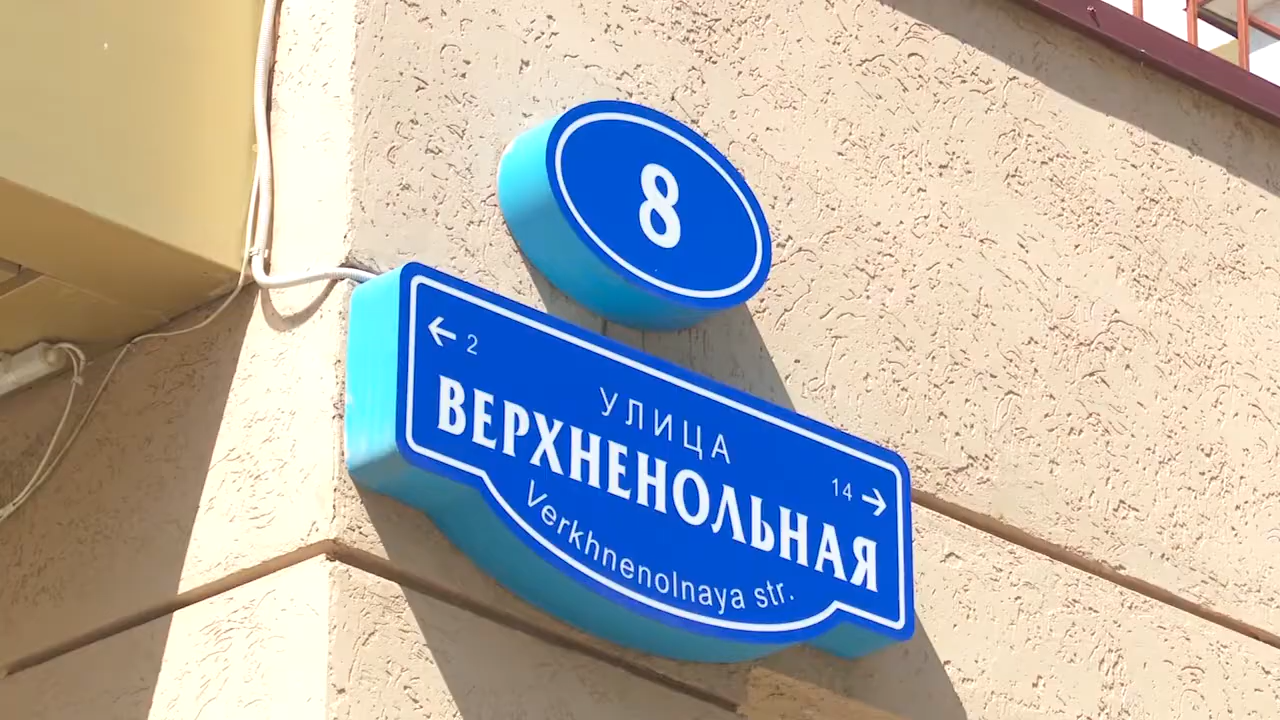 8
← 2
УЛИЦА
ВЕРХНЕНОЛЬНАЯ
14 →
Verkhnenolnaya str.